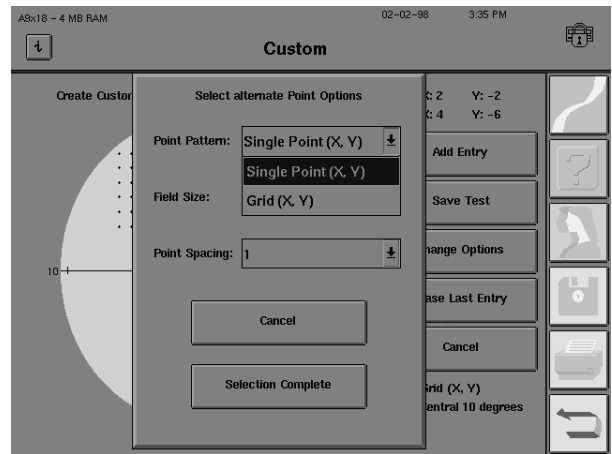 A9x18 - 4 MB RAM
02-02-98 3:35 PM
i
Custom
Create Custor
Select alternate Point Options
X: 2 Y: -2
X: 4 Y: -6
Point Pattern:
Single Point (X, Y)
Single Point (X, Y)
Grid (X, Y)
Field Size:
Point Spacing:
1
Cancel
Selection Complete
10
Add Entry
Save Test
hange Options
ase Last Entry
Cancel
Grid (X, Y)
entral 10 degrees
?